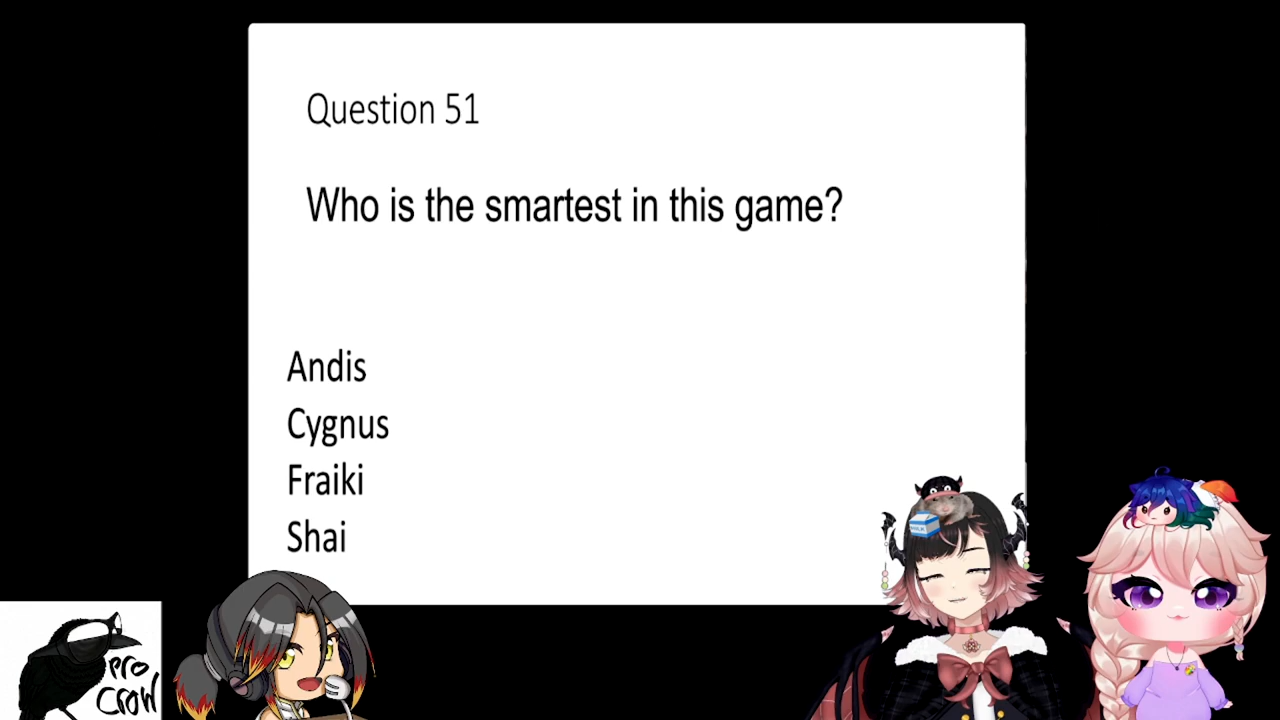 Question 51
Who is the smartest in this game?
Andis
Cygnus
Fraiki
Shai
pro
crow